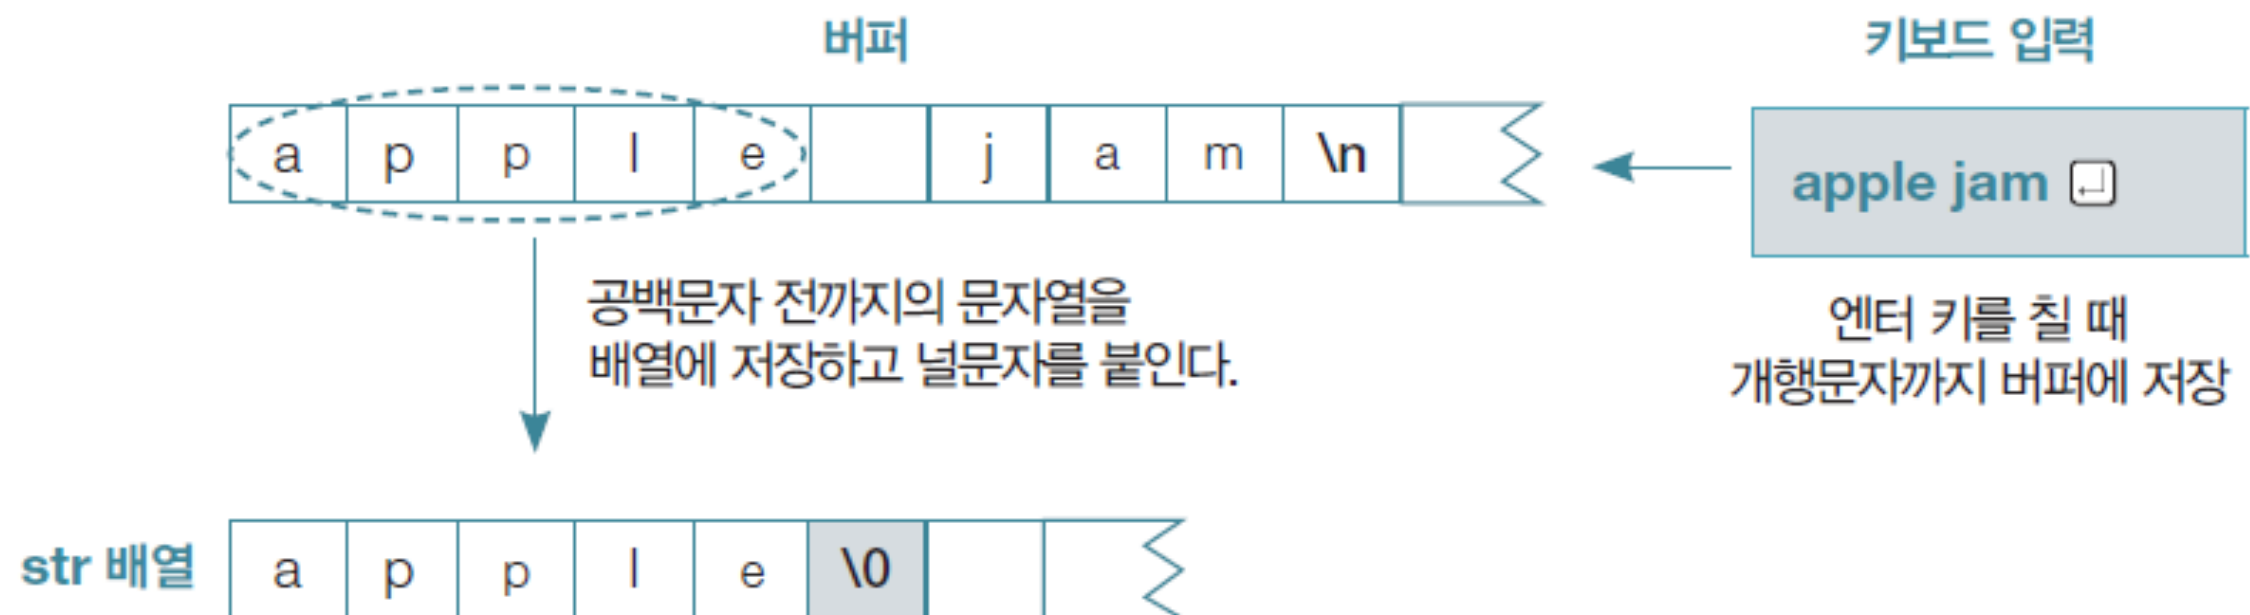 버퍼
키보드 입력
a p p l e j a m \n
apple jam
공백문자 전까지의 문자열을
배열에 저장하고 널문자를 붙인다.
엔터 키를 칠 때
개행문자까지 버퍼에 저장
str 배열
a p p l e \0